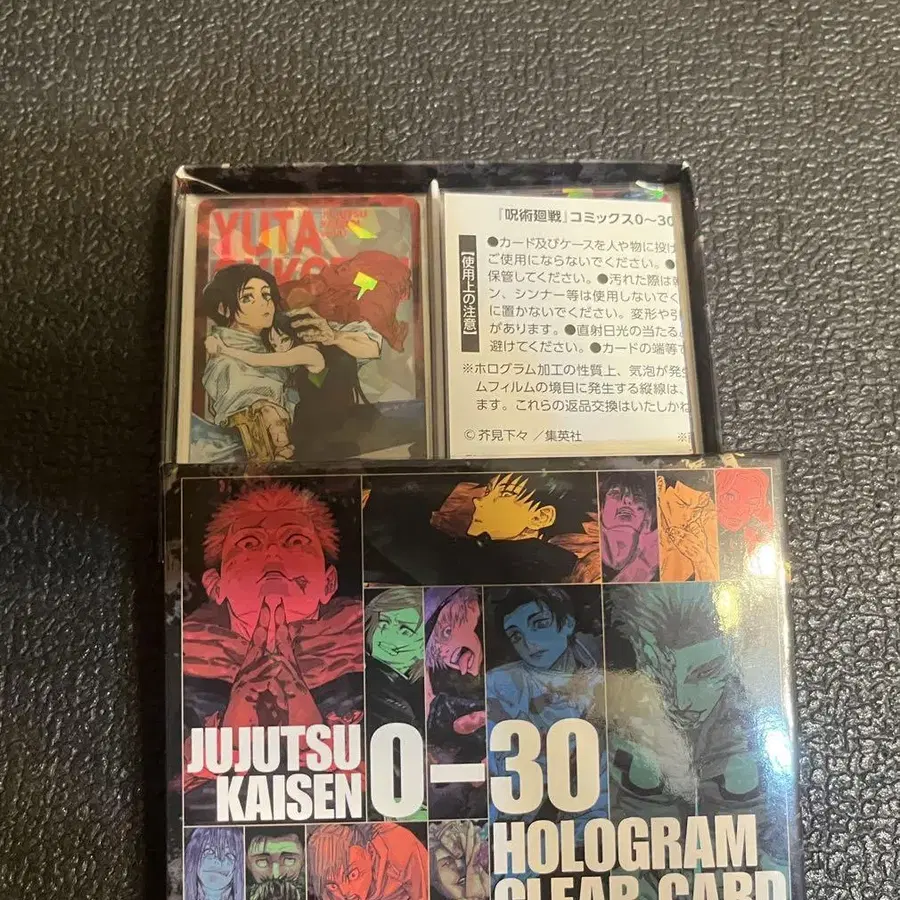 YUTA
JUJUTSU
『呪術廻戦』コミックス0〜30
【使用上の注意】
●カード及びケースを人や物に投げ
ご使用にならないでください。●
保管してください。●汚れた際は
ン、シンナー等は使用しないでく
に置かないでください。変形や引
があります。●直射日光の当たる
避けてください。●カードの端等で
※ホログラム加工の性質上、気泡が発生
ムフィルムの境目に発生する縦線は、
ます。これらの返品交換はいたしかね
©芥見下々／集英社
JUJUTSU
KAISEN
0-30
HOLOGRAM
CLEAR CARD